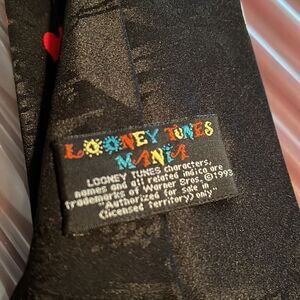 LOONEY TUNES
MANIA
LOONEY TUNES characters,
names and all related indica are
trademarks of Warner Bros. ©1993
"Authorized for sale in
(licensed territory) only"